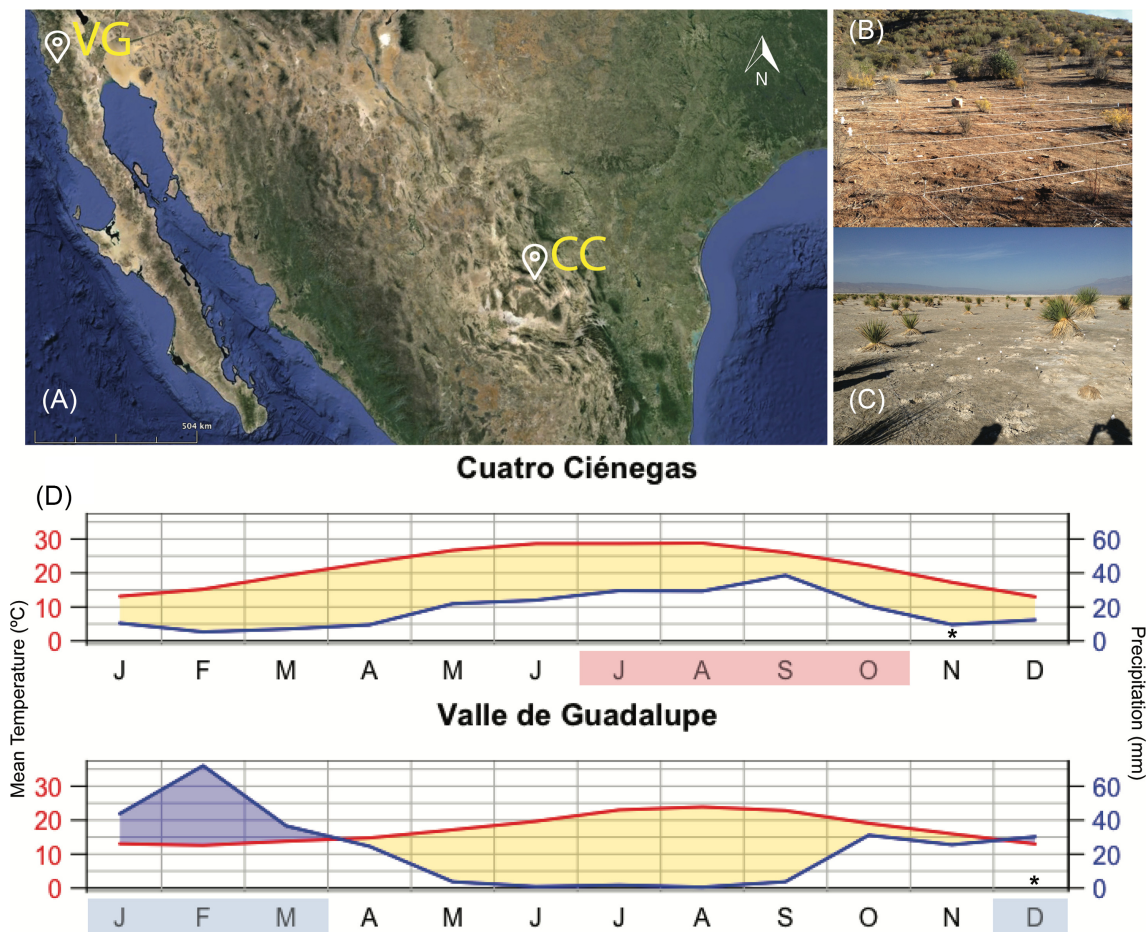 VG
N
CC
504 km
(A)
(B)
(C)
Cuatro Ciénegas
(D)
30
20
10
0
60
40
20
0
*
J F M A M J J A S O N D
Valle de Guadalupe
30
20
10
0
60
40
20
0
*
J F M A M J J A S O N D
Mean Temperature (ºC)
Precipitation (mm)